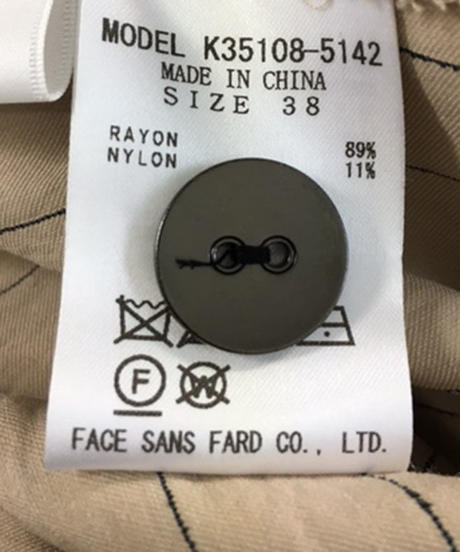 MODEL K35108-5142
MADE IN CHINA
SIZE 38
RAYON 89%
NYLON 11%
F W
FACE SANS FARD CO., LTD.